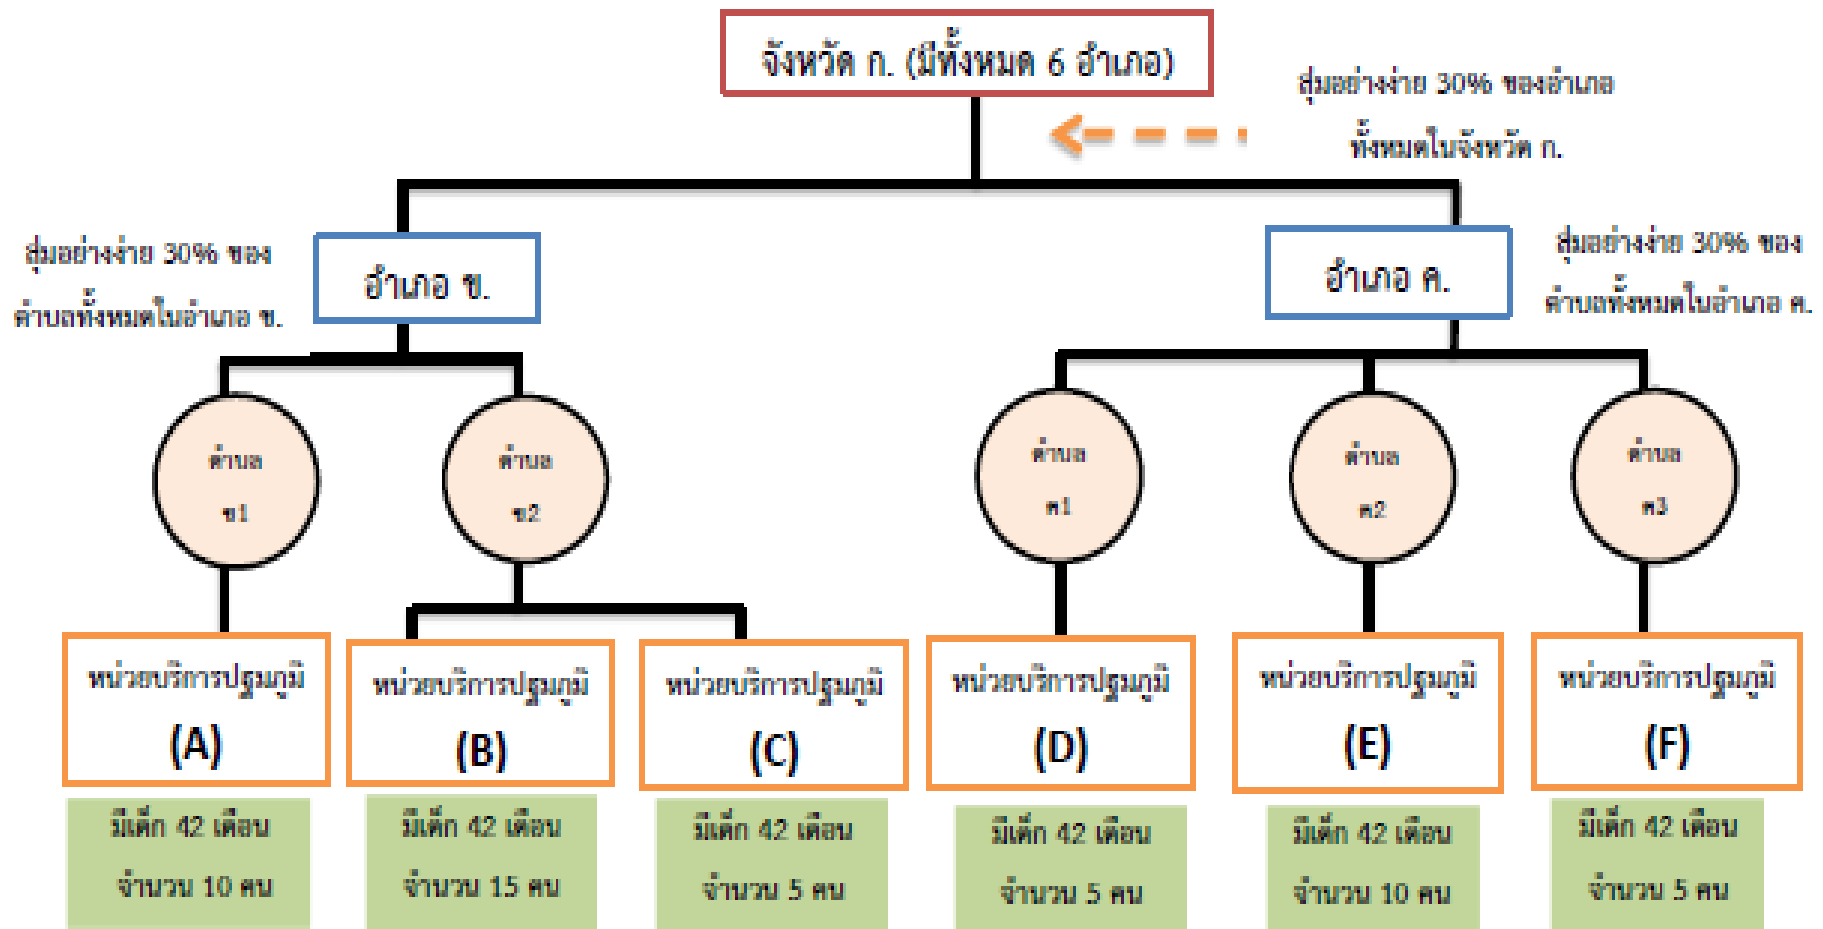 จังหวัด ก. (มีทั้งหมด 6 อำเภอ)
สุ่มอย่างง่าย 30% ของอำเภอ
ทั้งหมดในจังหวัด ก.
สุ่มอย่างง่าย 30% ของ
ตำบลทั้งหมดในอำเภอ ข.
อำเภอ ข.
อำเภอ ค.
สุ่มอย่างง่าย 30% ของ
ตำบลทั้งหมดในอำเภอ ค.
ตำบล
ข1
ตำบล
ข2
ตำบล
ค1
ตำบล
ค2
ตำบล
ค3
หน่วยบริการปฐมภูมิ
(A)
หน่วยบริการปฐมภูมิ
(B)
หน่วยบริการปฐมภูมิ
(C)
หน่วยบริการปฐมภูมิ
(D)
หน่วยบริการปฐมภูมิ
(E)
หน่วยบริการปฐมภูมิ
(F)
มีเด็ก 42 เดือน
จำนวน 10 คน
มีเด็ก 42 เดือน
จำนวน 15 คน
มีเด็ก 42 เดือน
จำนวน 5 คน
มีเด็ก 42 เดือน
จำนวน 5 คน
มีเด็ก 42 เดือน
จำนวน 10 คน
มีเด็ก 42 เดือน
จำนวน 5 คน